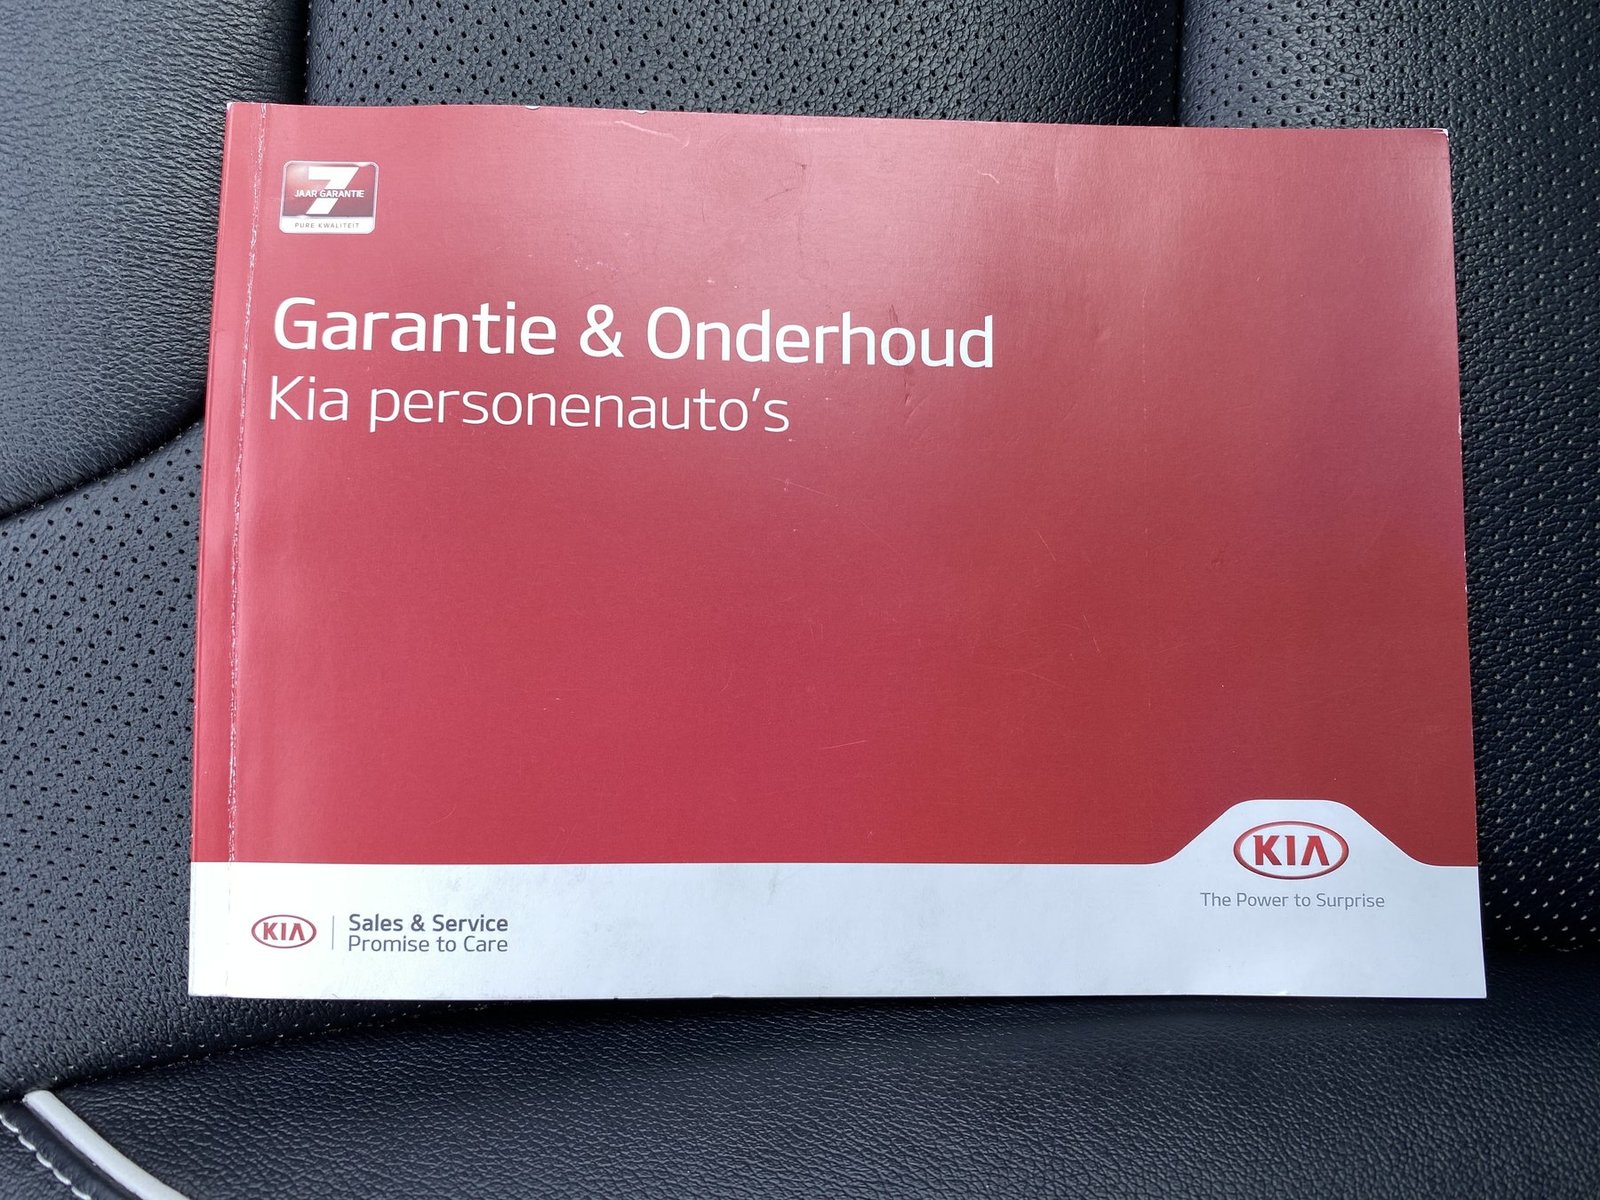 7
JAAR GARANTIE
PURE KWALITEIT
Garantie & Onderhoud
Kia personenauto's
KIA
The Power to Surprise
KIA
Sales & Service
Promise to Care